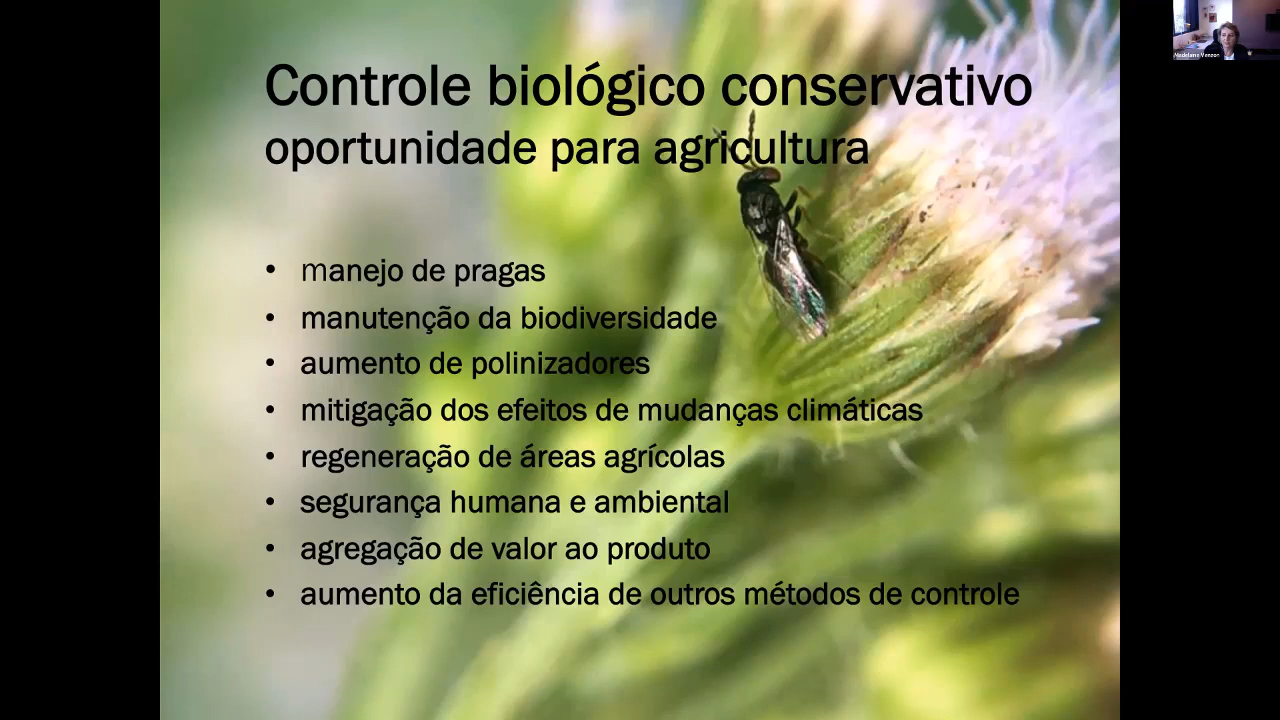 Controle biológico conservativo
oportunidade para agricultura
• manejo de pragas
• manutenção da biodiversidade
• aumento de polinizadores
• mitigação dos efeitos de mudanças climáticas
• regeneração de áreas agrícolas
• segurança humana e ambiental
• agregação de valor ao produto
• aumento da eficiência de outros métodos de controle
Madelaine Venzon